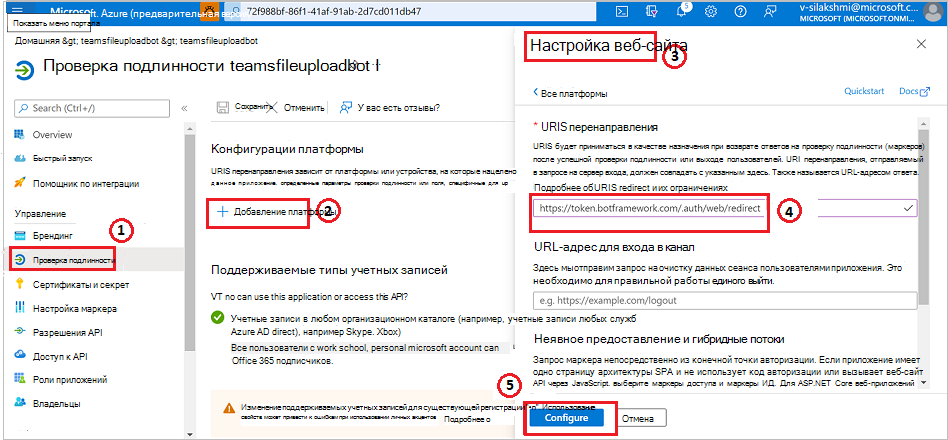 Microsoft. Azure (предварительная верс
72f988bf-86f1-41af-91ab-2d7cd011db47
5
v-silakshmi@microsoft.c...
MICROSOFT (MICROSOFT.ONMI...
Показать меню портала
Домашняя &gt; teamsfileuploadbot &gt; teamsfileuploadbot
Проверка подлинности teamsfileuploadbot
Search (Ctrl+/)
Overview
Быстрый запуск
Помощник по интеграции
Управление
1
Брендинг
Проверка подлинности
Сертификаты и секрет
Настройка маркера
Разрешения API
Доступ к API
Роли приложений
Владельцы
Сохранить
Отменить
У вас есть отзывы?
Конфигурации платформы
URIS перенаправления зависит от платформы или устройства, на которые нацелено
данное приложение. определенные параметры проверки подлинности или поля, специфичные для up
Добавление платформы
2
Поддерживаемые типы учетных записей
VT no can use this application or access this API?
Учетные записи в любом организационном каталоге (например, учетные записи любых служб
Azure AD direct), например Skype. Xbox)
Все пользователи с work school, personal microsoft account can
Office 365 подписчиков.
Изменение поддерживаемых учетных записей для существующей регистрации Использование
свойств может привести к ошибкам при использовании личных акцентов Подробнее о
Настройка веб-сайта
3
Все платформы
Quickstart
Docs
* URIS перенаправления
URIS будет приниматься в качестве назначения при возврате ответов на проверку подлинности (маркеров)
после успешной проверки подлинности или выходе пользователей. URI перенаправления, отправляемый
в запросе на сервер входа, должен совпадать с указанным здесь. Также называется URL-адресом ответа.
Подробнее об URIS redirect и их ограничениях
https://token.botframework.com/.auth/web/redirect
4
URL-адрес для входа в канал
Здесь мы отправим запрос на очистку данных сеанса пользователями приложения. Это
необходимо для правильной работы единого выйти.
e.g. https://example.com/logout
Неявное предоставление и гибридные потоки
Запрос маркера непосредственно из конечной точки авторизации. Если приложение имеет
одно страницу архитектуры SPA и не использует код авторизации или вызывает веб-сайт
API через JavaScript. выберите маркеры доступа и маркеры ИД. Для ASP.NET Core веб-приложений
5
Configure
Отмена